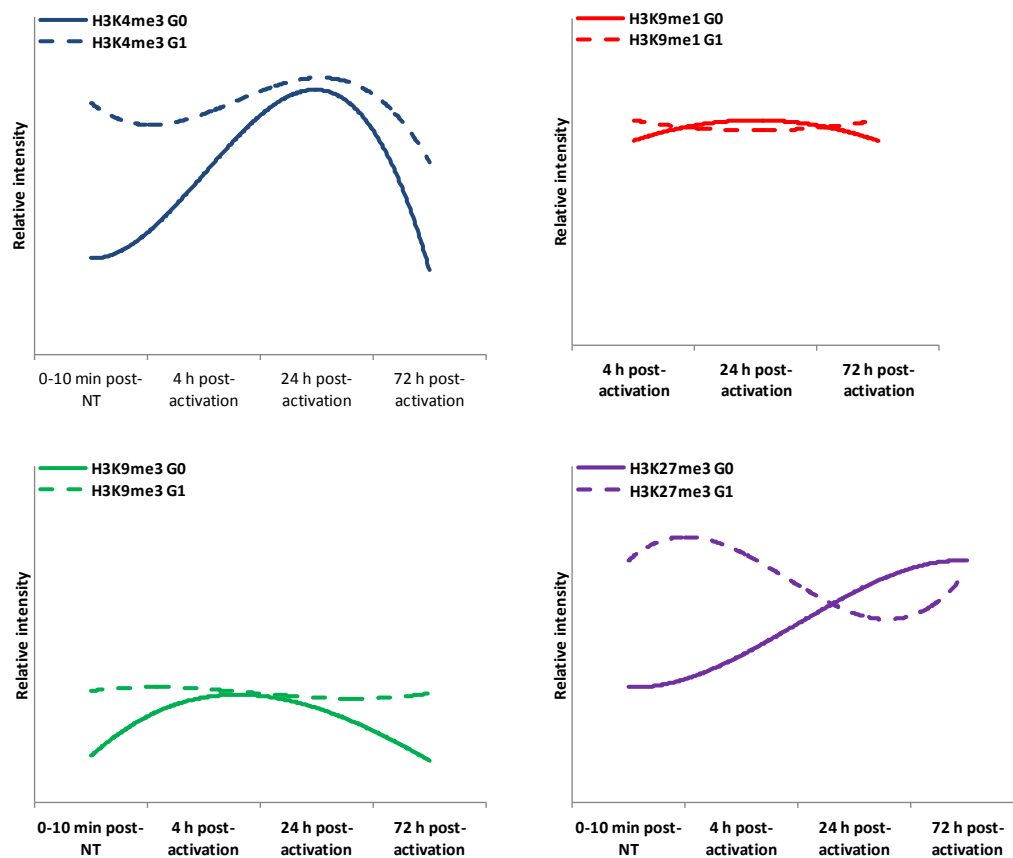 H3K4me3 G0
H3K4me3 G1
Relative intensity
0-10 min post-
NT
4 h post-
activation
24 h post-
activation
72 h post-
activation
H3K9me1 G0
H3K9me1 G1
Relative intensity
4 h post-
activation
24 h post-
activation
72 h post-
activation
H3K9me3 G0
H3K9me3 G1
Relative intensity
0-10 min post-
NT
4 h post-
activation
24 h post-
activation
72 h post-
activation
H3K27me3 G0
H3K27me3 G1
Relative intensity
0-10 min post-
NT
4 h post-
activation
24 h post-
activation
72 h post-
activation